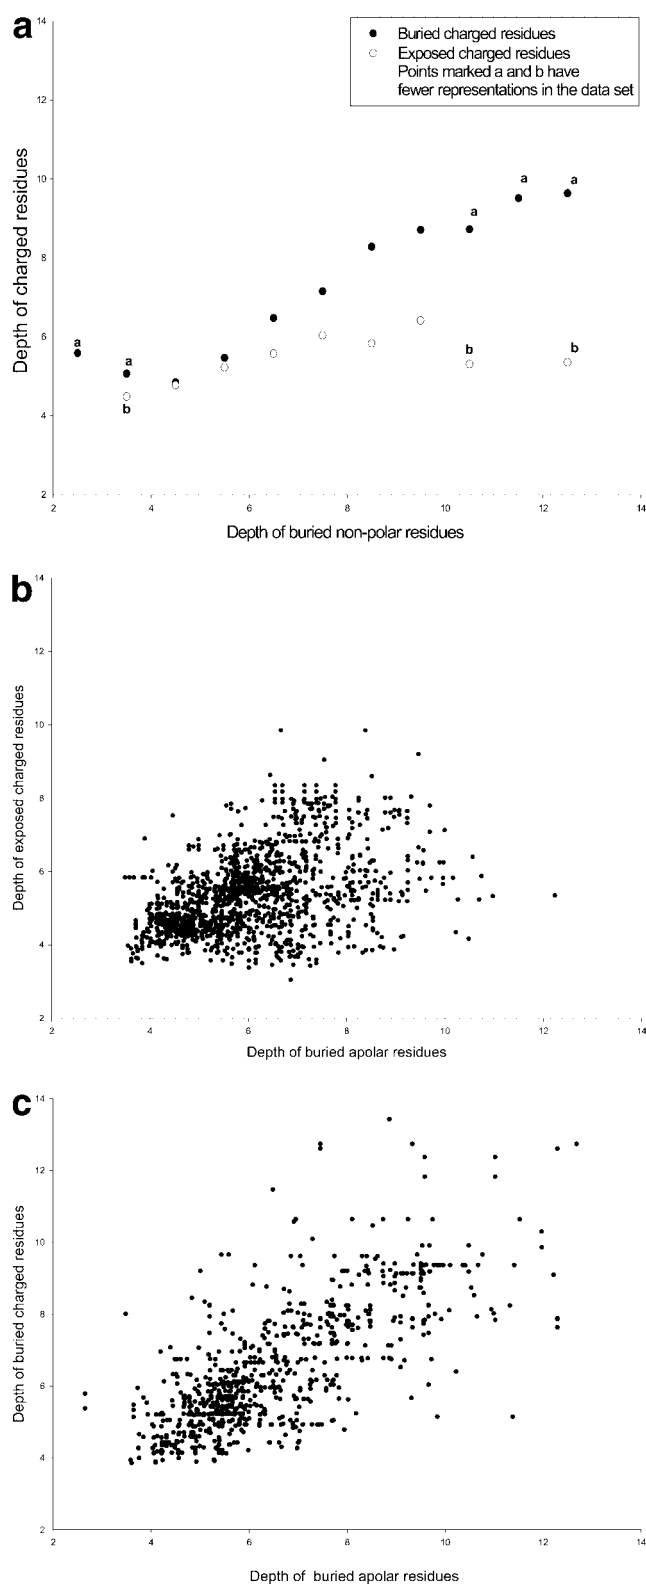 a
14
Buried charged residues
Exposed charged residues
Points marked a and b have
fewer representations in the data set
12
10
8
6
4
2
Depth of charged residues
a
a
a
a
a
b
b
b
4
6
8
10
12
14
Depth of buried non-polar residues
b
14
12
10
8
6
4
2
Depth of exposed charged residues
2
4
6
8
10
12
14
Depth of buried apolar residues
c
14
12
10
8
6
4
2
Depth of buried charged residues
2
4
6
8
10
12
14
Depth of buried apolar residues